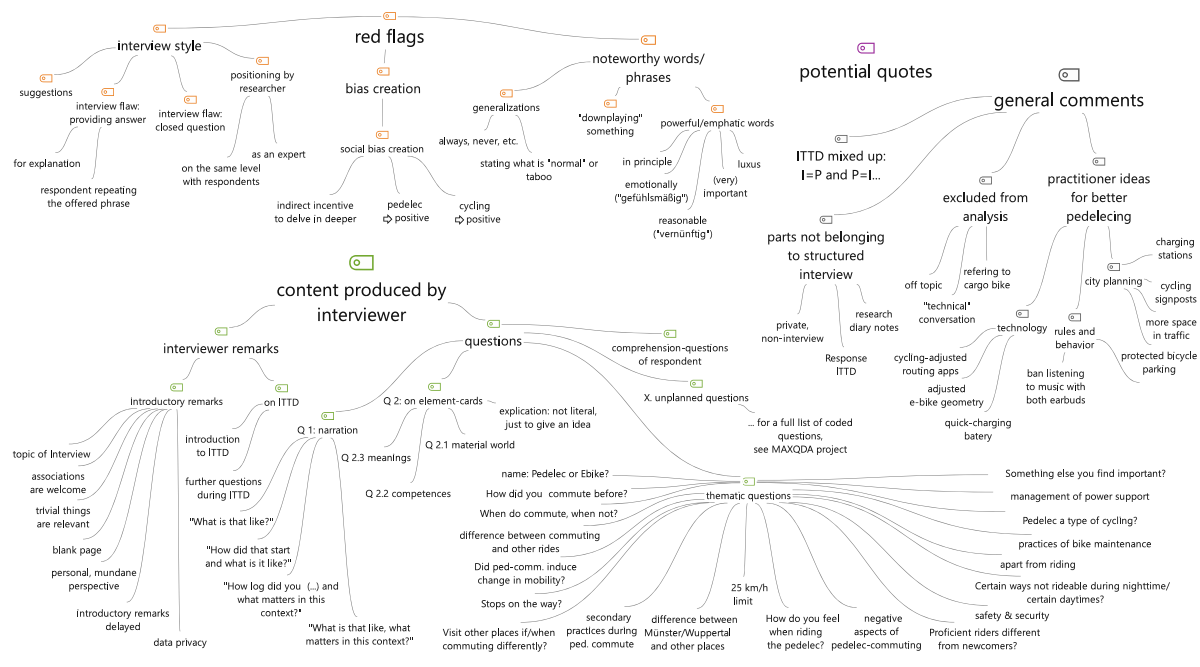 red flags
interview style
suggestions
interview flaw:
providing answer
for explanation
respondent repeating
the offered phrase
interview flaw:
closed question
positioning by
researcher
on the same level
with respondents
as an expert
bias creation
social bias creation
indirect incentive
to delve in deeper
pedelec
⇨ positive
cycling
⇨ positive
noteworthy words/
phrases
generalizations
always, never, etc.
stating what is "normal" or
taboo
"downplaying"
something
powerful/emphatic words
in principle
emotionally
("gefühlsmäßig")
reasonable
("vernünftig")
(very)
important
luxus
potential quotes
general comments
ITTD mixed up:
I=P and P=I...
parts not belonging
to structured
interview
private,
non-interview
Response
ITTD
research
diary notes
excluded from
analysis
off topic
"technical"
conversation
refering to
cargo bike
practitioner ideas
for better
pedelecing
technology
cycling-adjusted
routing apps
adjusted
e-bike geometry
quick-charging
batery
rules and
behavior
ban listening
to music with
both earbuds
city planning
charging
stations
cycling
signposts
more space
in traffic
protected bicycle
parking
content produced by
interviewer
interviewer remarks
Introductory remarks
topic of Interview
associations
are welcome
trivial things
are relevant
blank page
personal, mundane
perspective
introductory remarks
delayed
data privacy
on ITTD
introduction
to ITTD
further questions
during ITTD
questions
Q 1: narration
"What is that like?"
"How did that start
and what is it like?"
"How log did you (...) and
what matters in this
context?"
"What is that like, what
matters in this context?"
Q 2: on element-cards
Q 2.3 meanings
Q 2.2 competences
Q 2.1 material world
explication: not literal,
just to give an idea
comprehension-questions
of respondent
X. unplanned questions
... for a full list of coded
questions,
see MAXQDA project
thematic questions
name: Pedelec or Ebike?
How did you commute before?
When do commute, when not?
difference between commuting
and other rides
Did ped-comm. induce
change in mobility?
Stops on the way?
Visit other places if/when
commuting differently?
secondary
practices during
ped. commute
difference between
Münster/Wuppertal
and other places
25 km/h
limit
How do you feel
when riding
the pedelec?
negative
aspects of
pedelec-commuting
Proficient riders different
from newcomers?
safety & security
Certain ways not rideable during nighttime/
certain daytimes?
apart from riding
practices of bike maintenance
Pedelec a type of cycling?
management of power support
Something else you find important?